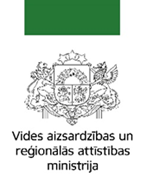 Vides aizsardzības un
reģionālās attīstības
ministrija